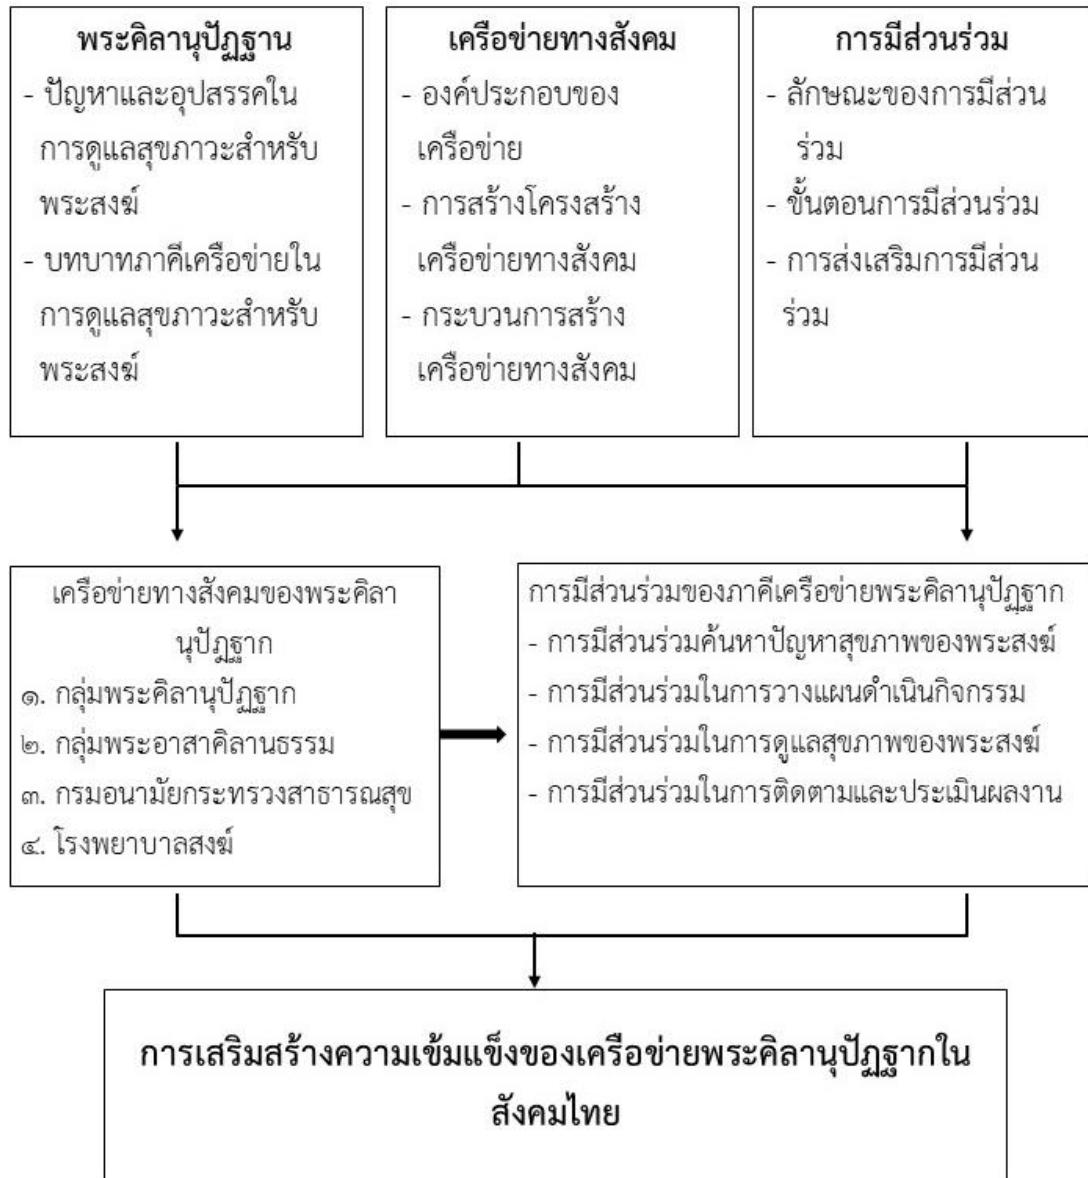 พระคิลานุปัฏฐาน
- ปัญหาและอุปสรรคใน
การดูแลสุขภาวะสำหรับ
พระสงฆ์
- บทบาทภาคีเครือข่ายใน
การดูแลสุขภาวะสำหรับ
พระสงฆ์
เครือข่ายทางสังคม
- องค์ประกอบของ
เครือข่าย
- การสร้างโครงสร้าง
เครือข่ายทางสังคม
- กระบวนการสร้าง
เครือข่ายทางสังคม
การมีส่วนร่วม
- ลักษณะของการมีส่วน
ร่วม
- ขั้นตอนการมีส่วนร่วม
- การส่งเสริมการมีส่วน
ร่วม
เครือข่ายทางสังคมของพระคิลา
นุปัฏฐาก
๑. กลุ่มพระคิลานุปัฏฐาก
๒. กลุ่มพระอาสาคิลานธรรม
๓. กรมอนามัยกระทรวงสาธารณสุข
๔. โรงพยาบาลสงฆ์
การมีส่วนร่วมของภาคีเครือข่ายพระคิลานุปัฏฐาก
- การมีส่วนร่วมค้นหาปัญหาสุขภาพของพระสงฆ์
- การมีส่วนร่วมในการวางแผนดำเนินกิจกรรม
- การมีส่วนร่วมในการดูแลสุขภาพของพระสงฆ์
- การมีส่วนร่วมในการติดตามและประเมินผลงาน
การเสริมสร้างความเข้มแข็งของเครือข่ายพระคิลานุปัฏฐากใน
สังคมไทย